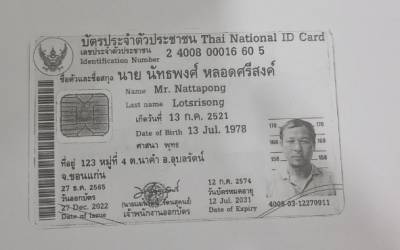 บัตรประจำตัวประชาชน Thai National ID Card
เลขประจำตัวประชาชน 2 4008 00016 60 5
Identification Number
ชื่อตัวและชื่อสกุล นาย นัทธพงศ์ หลอดศรีสงค์
Name Mr. Nattapong
Last name Lotsrisong
เกิดวันที่ 13 ก.ค. 2521
Date of Birth 13 Jul. 1978
ศาสนา พุทธ
ที่อยู่ 123 หมู่ที่ 4 ต.นาคำ อ.อุบลรัตน์
จ.ขอนแก่น
27 ธ.ค. 2565
วันออกบัตร
27 Dec. 2022
Date of Issue
เจ้าพนักงานออกบัตร
12 ก.ค. 2574
วันบัตรหมดอายุ
12 Jul. 2031
Date of Expiry
4008-03-12270911